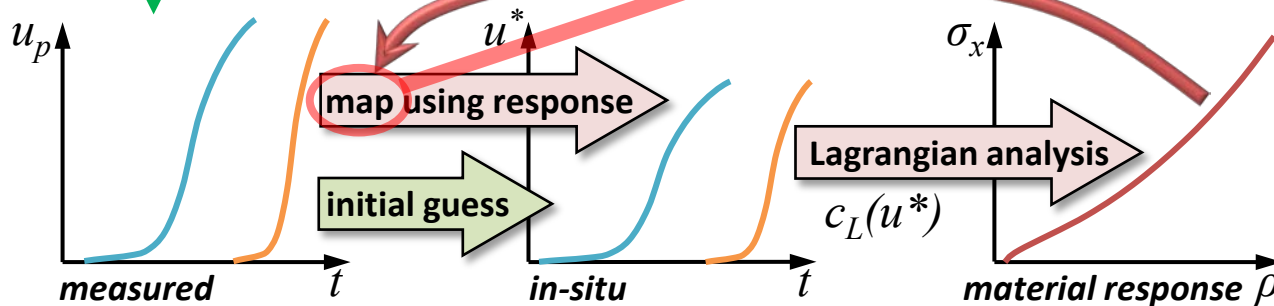 u_p
u*
σ_x
map using response
Lagrangian analysis
initial guess
c_L(u*)
t
t
ρ
measured
in-situ
material response